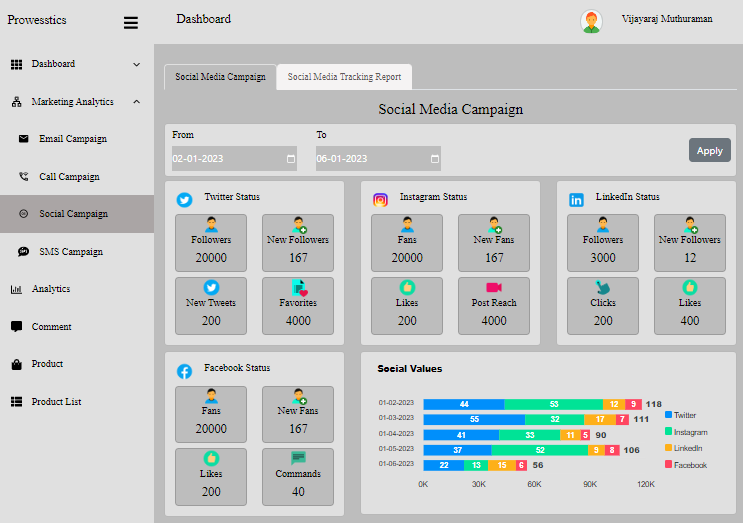 Prowesstics
Dashboard
Vijayaraj Muthuraman
Dashboard
Marketing Analytics
Email Campaign
Call Campaign
Social Campaign
SMS Campaign
Analytics
Comment
Product
Product List
Social Media Campaign
Social Media Tracking Report
Social Media Campaign
From
To
02-01-2023
06-01-2023
Apply
Twitter Status
Followers
20000
New Followers
167
New Tweets
200
Favorites
4000
Instagram Status
Fans
20000
New Fans
167
Likes
200
Post Reach
4000
LinkedIn Status
Followers
3000
New Followers
12
Clicks
200
Likes
400
Facebook Status
Fans
20000
New Fans
167
Likes
200
Commands
40
Social Values
01-02-2023 44 53 12 9 118
01-03-2023 55 32 17 7 111
01-04-2023 41 33 11 5 90
01-05-2023 37 52 9 8 106
01-06-2023 22 13 15 6 56
0K 30K 60K 90K 120K
Twitter
Instagram
LinkedIn
Facebook